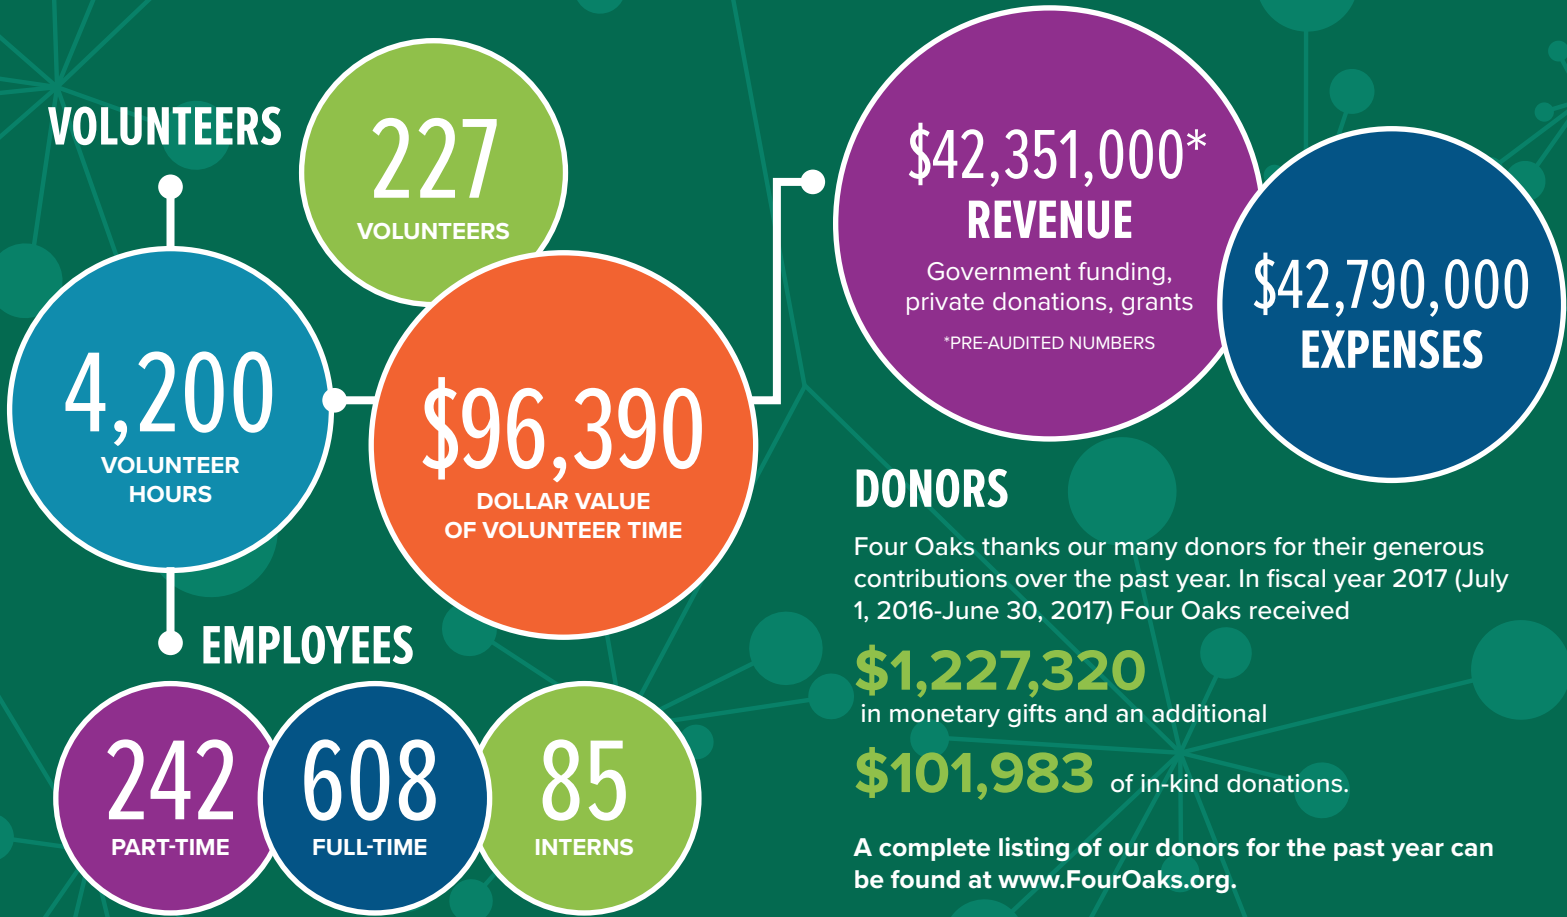 VOLUNTEERS
227
VOLUNTEERS
4,200
VOLUNTEER
HOURS
$96,390
DOLLAR VALUE
OF VOLUNTEER TIME
EMPLOYEES
242
PART-TIME
608
FULL-TIME
85
INTERNS
$42,351,000*
REVENUE
Government funding,
private donations, grants
*PRE-AUDITED NUMBERS
$42,790,000
EXPENSES
DONORS
Four Oaks thanks our many donors for their generous
contributions over the past year. In fiscal year 2017 (July
1, 2016-June 30, 2017) Four Oaks received
$1,227,320
in monetary gifts and an additional
$101,983 of in-kind donations.
A complete listing of our donors for the past year can
be found at www.FourOaks.org.